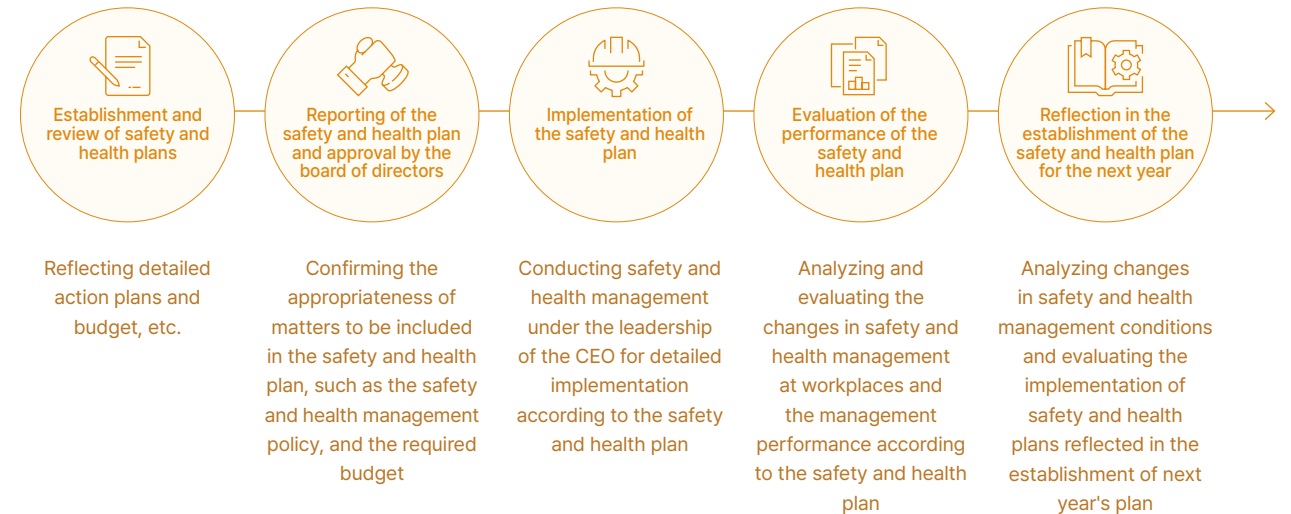 Establishment and
review of safety and
health plans
Reporting of the
safety and health plan
and approval by the
board of directors
Implementation of
the safety and health
plan
Evaluation of the
performance of the
safety and
health plan
Reflection in the
establishment of the
safety and health plan
for the next year
Reflecting detailed
action plans and
budget, etc.
Confirming the
appropriateness of
matters to be included
in the safety and health
plan, such as the safety
and health management
policy, and the required
budget
Conducting safety and
health management
under the leadership
of the CEO for detailed
implementation
according to the safety
and health plan
Analyzing and
evaluating the
changes in safety and
health management
at workplaces and
the management
performance according
to the safety and health
plan
Analyzing changes
in safety and health
management conditions
and evaluating the
implementation of
safety and health
plans reflected in the
establishment of next
year's plan